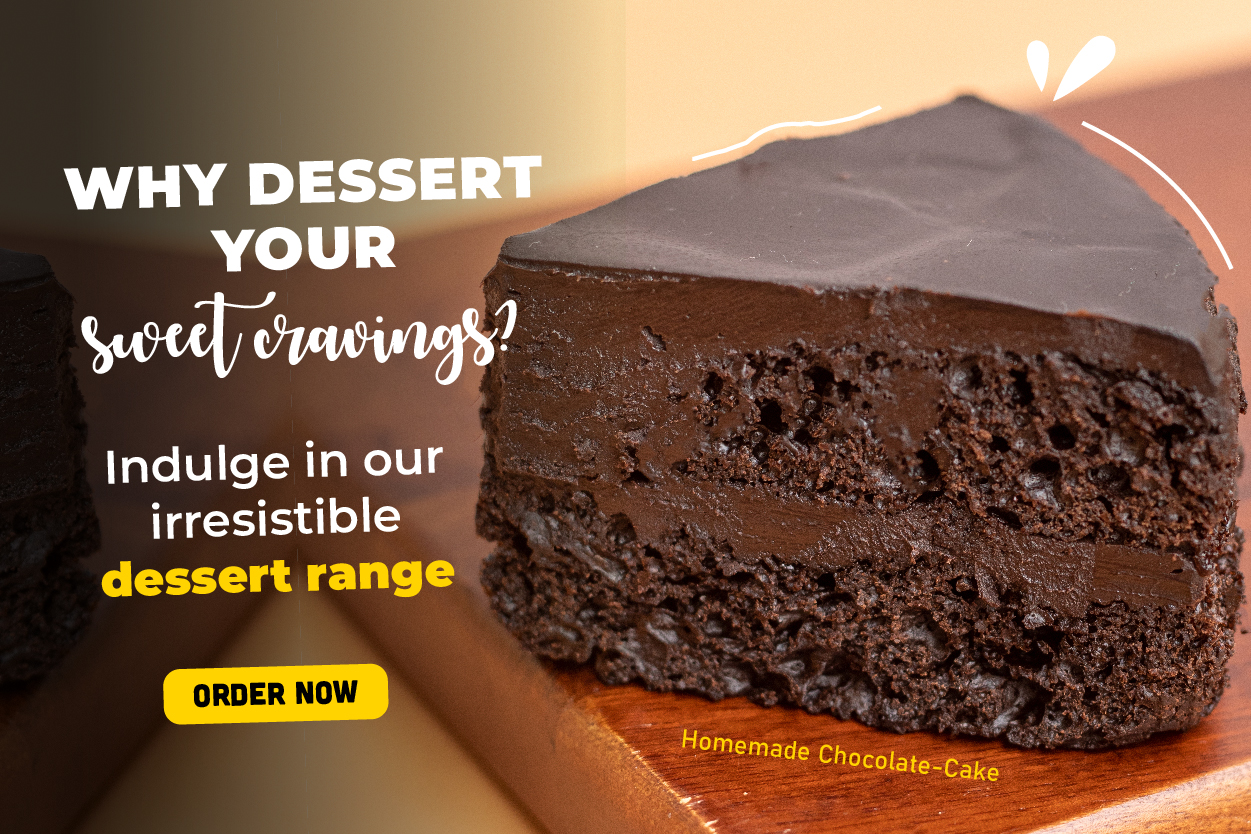 WHY DESSERT
YOUR
sweet cravings?
Indulge in our
irresistible
dessert range
ORDER NOW
Homemade Chocolate-Cake